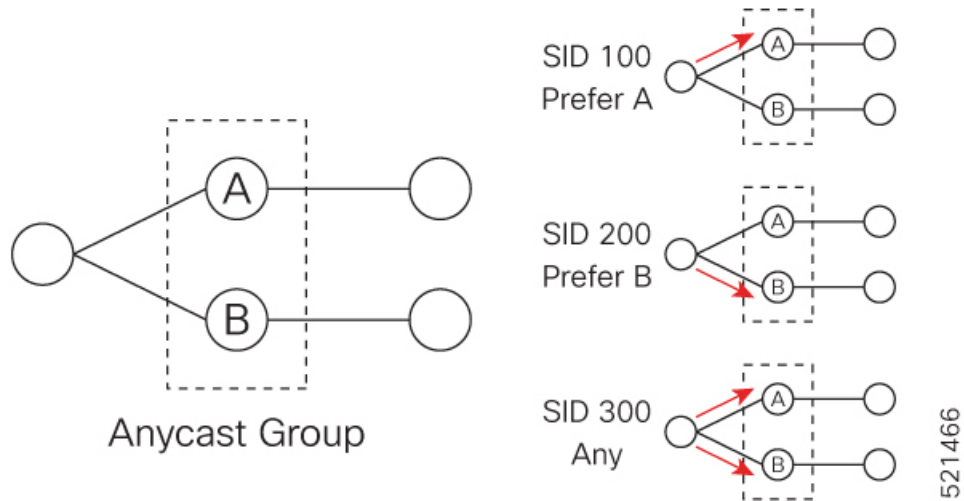 A
B
Anycast Group
SID 100
Prefer A
A
B
SID 200
Prefer B
A
B
SID 300
Any
A
B
521466